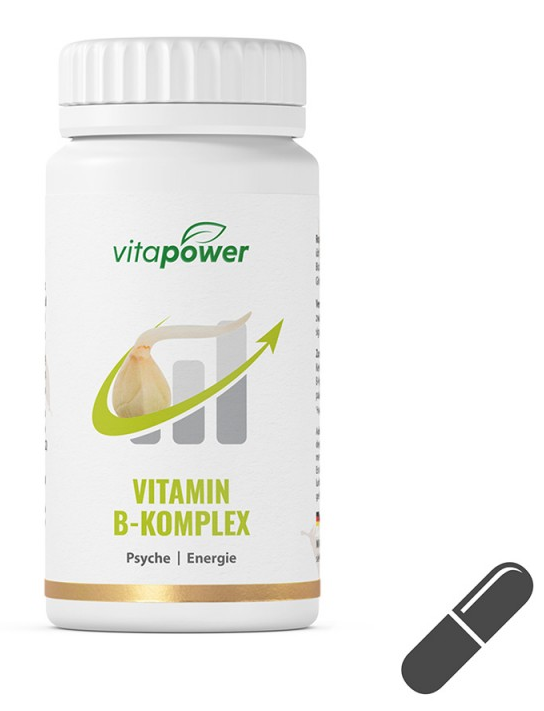 vitapower
VITAMIN
B-KOMPLEX
Psyche | Energie